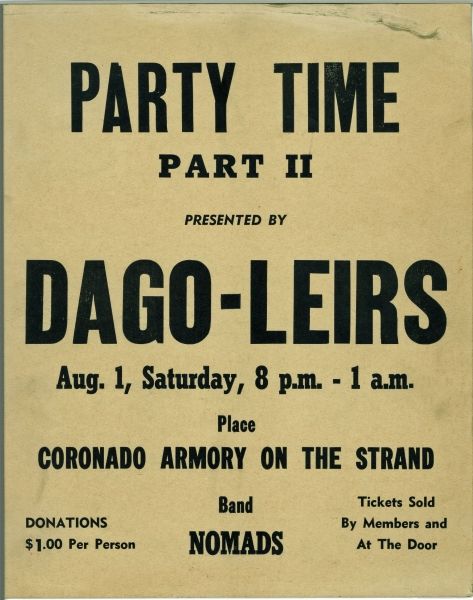 PARTY TIME
PART II
PRESENTED BY
DAGO-LEIRS
Aug. 1, Saturday, 8 p.m. - 1 a.m.
Place
CORONADO ARMORY ON THE STRAND
Band
NOMADS
DONATIONS
$1.00 Per Person
Tickets Sold
By Members and
At The Door